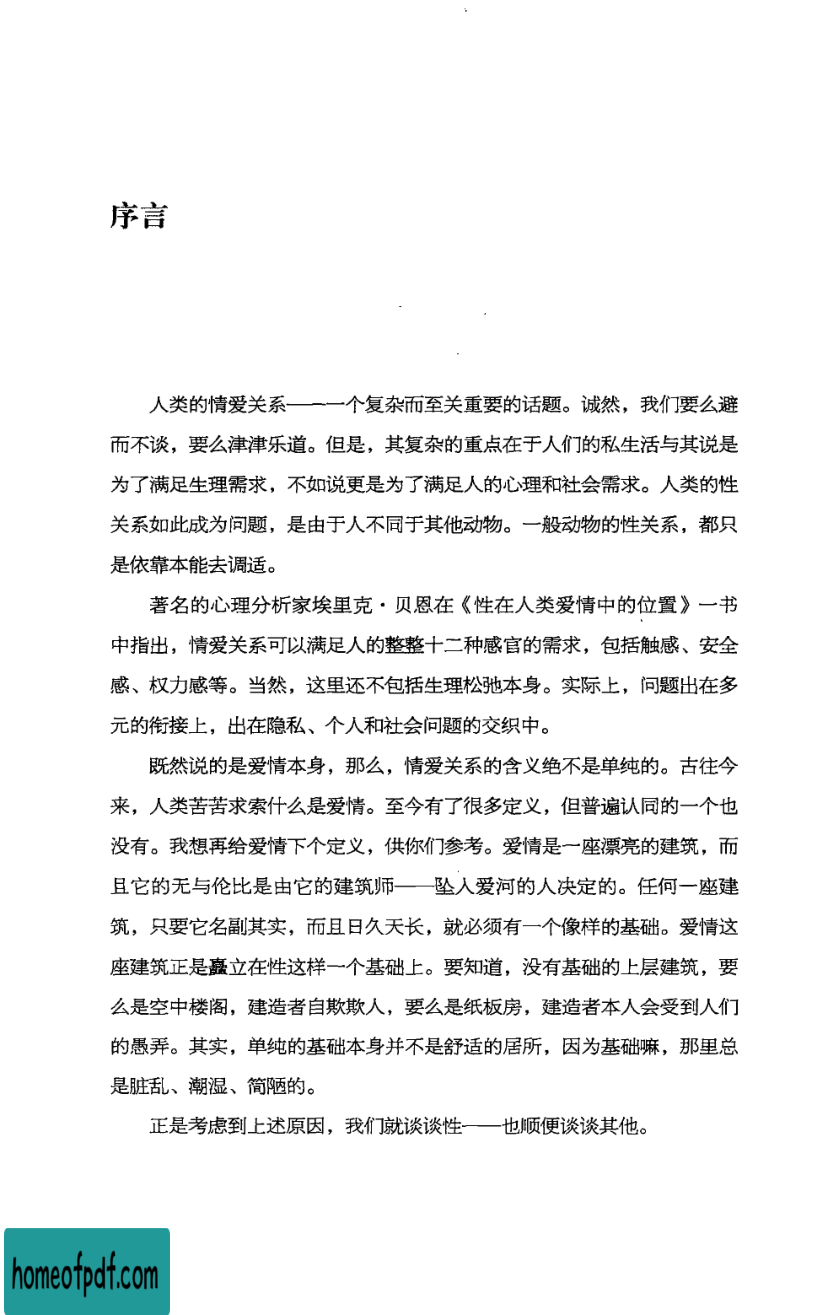 序言
人类的情爱关系——一个复杂而至关重要的话题。诚然，我们要么避
而不谈，要么津津乐道。但是，其复杂的重点在于人们的私生活与其说是
为了满足生理需求，不如说更是为了满足人的心理和社会需求。人类的性
关系如此成为问题，是由于人不同于其他动物。一般动物的性关系，都只
是依靠本能去调适。
著名的心理分析家埃里克·贝恩在《性在人类爱情中的位置》一书
中指出，情爱关系可以满足人的整整十二种感官的需求，包括触感、安全
感、权力感等。当然，这里还不包括生理松弛本身。实际上，问题出在多
元的衔接上，出在隐私、个人和社会问题的交织中。
既然说的是爱情本身，那么，情爱关系的含义绝不是单纯的。古往今
来，人类苦苦求索什么是爱情。至今有了很多定义，但普遍认同的一个也
没有。我想再给爱情下个定义，供你们参考。爱情是一座漂亮的建筑，而
且它的无与伦比是由它的建筑师——坠入爱河的人决定的。任何一座建
筑，只要它名副其实，而且日久天长，就必须有一个像样的基础。爱情这
座建筑正是矗立在性这样一个基础上。要知道，没有基础的上层建筑，要
么是空中楼阁，建造者自欺欺人，要么是纸板房，建造者本人会受到人们
的愚弄。其实，单纯的基础本身并不是舒适的居所，因为基础嘛，那里总
是脏乱、潮湿、简陋的。
正是考虑到上述原因，我们就谈谈性——也顺便谈谈其他。
homeofpdf.com